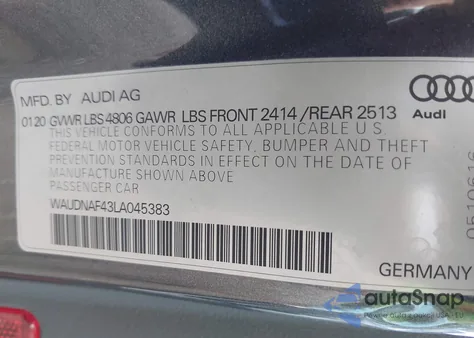 MFD. BY AUDI AG
Audi
0120 GVWR LBS 4806 GAWR LBS FRONT 2414 /REAR 2513
THIS VEHICLE CONFORMS TO ALL APPLICABLE U.S.
FEDERAL MOTOR VEHICLE SAFETY, BUMPER AND THEFT
PREVENTION STANDARDS IN EFFECT ON THE DATE OF
MANUFACTURE SHOWN ABOVE.
PASSENGER CAR
WAUDNAF43LA045383
0510616
GERMANY
autoSnap